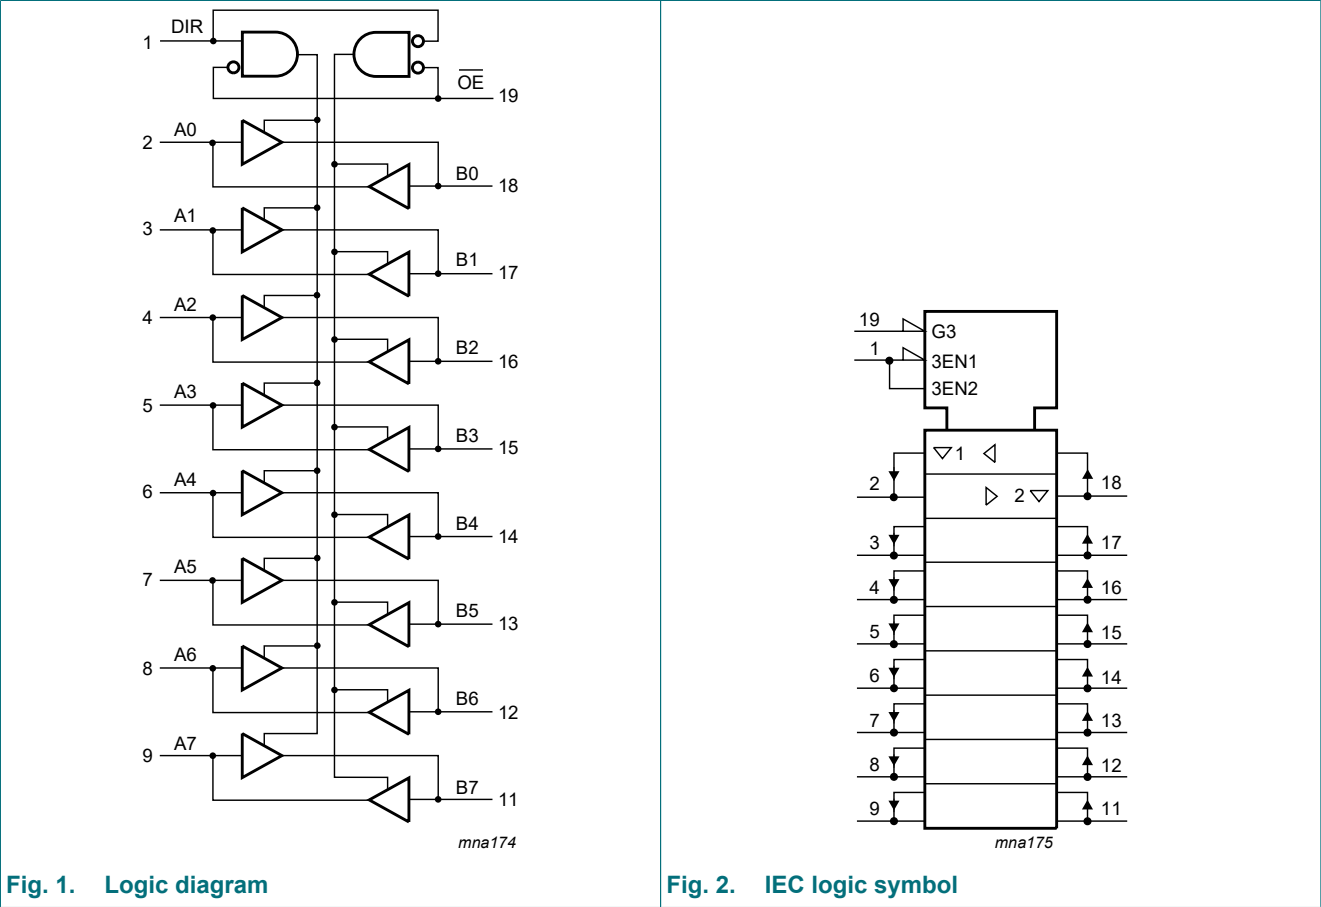 1 DIR
OE
19
2 A0
B0 18
3 A1
B1 17
4 A2
B2 16
5 A3
B3 15
6 A4
B4 14
7 A5
B5 13
8 A6
B6 12
9 A7
B7 11
mna174
Fig. 1. Logic diagram
19 G3
1 3EN1
3EN2
1
2 18
2
3 17
4 16
5 15
6 14
7 13
8 12
9 11
mna175
Fig. 2. IEC logic symbol